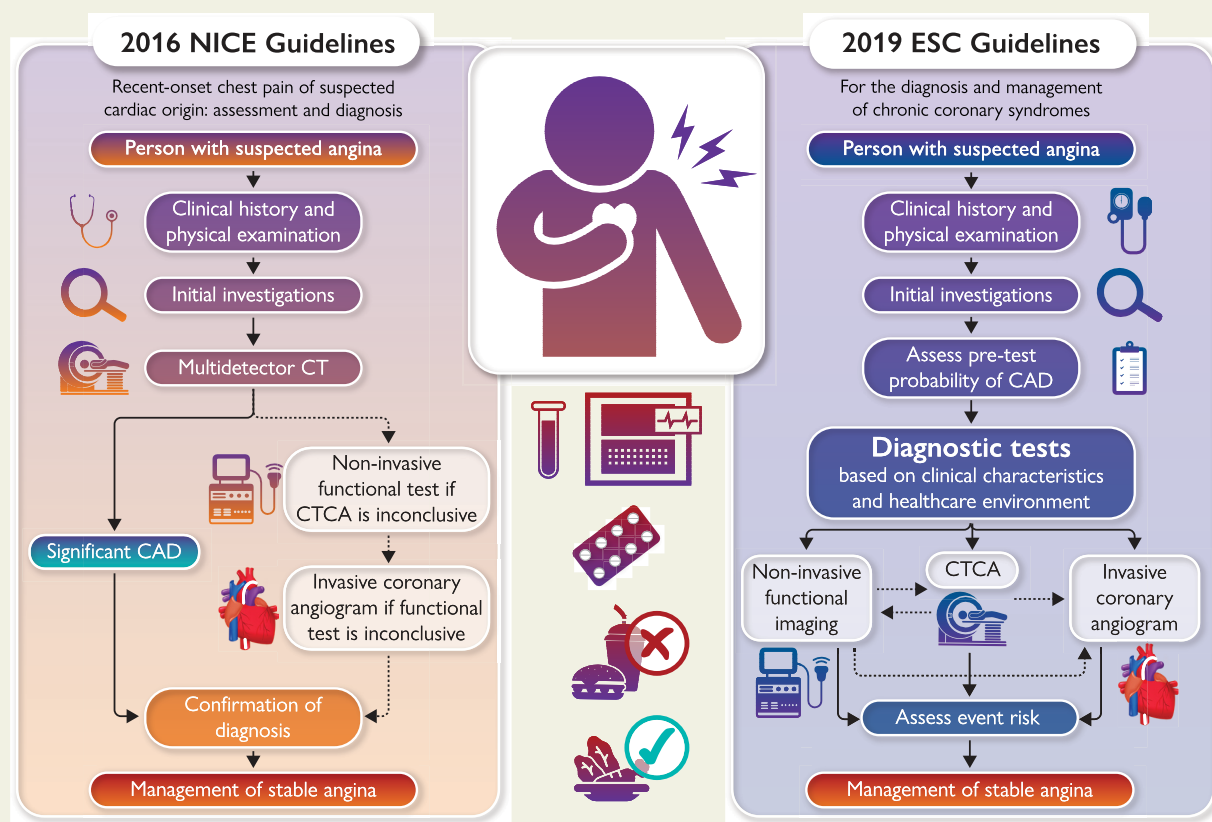 2016 NICE Guidelines
Recent-onset chest pain of suspected
cardiac origin: assessment and diagnosis
Person with suspected angina
Clinical history and
physical examination
Initial investigations
Multidetector CT
Non-invasive
functional test if
CTCA is inconclusive
Significant CAD
Invasive coronary
angiogram if functional
test is inconclusive
Confirmation of
diagnosis
Management of stable angina
2019 ESC Guidelines
For the diagnosis and management
of chronic coronary syndromes
Person with suspected angina
Clinical history and
physical examination
Initial investigations
Assess pre-test
probability of CAD
Diagnostic tests
based on clinical characteristics
and healthcare environment
Non-invasive
functional
imaging
CTCA
Invasive
coronary
angiogram
Assess event risk
Management of stable angina